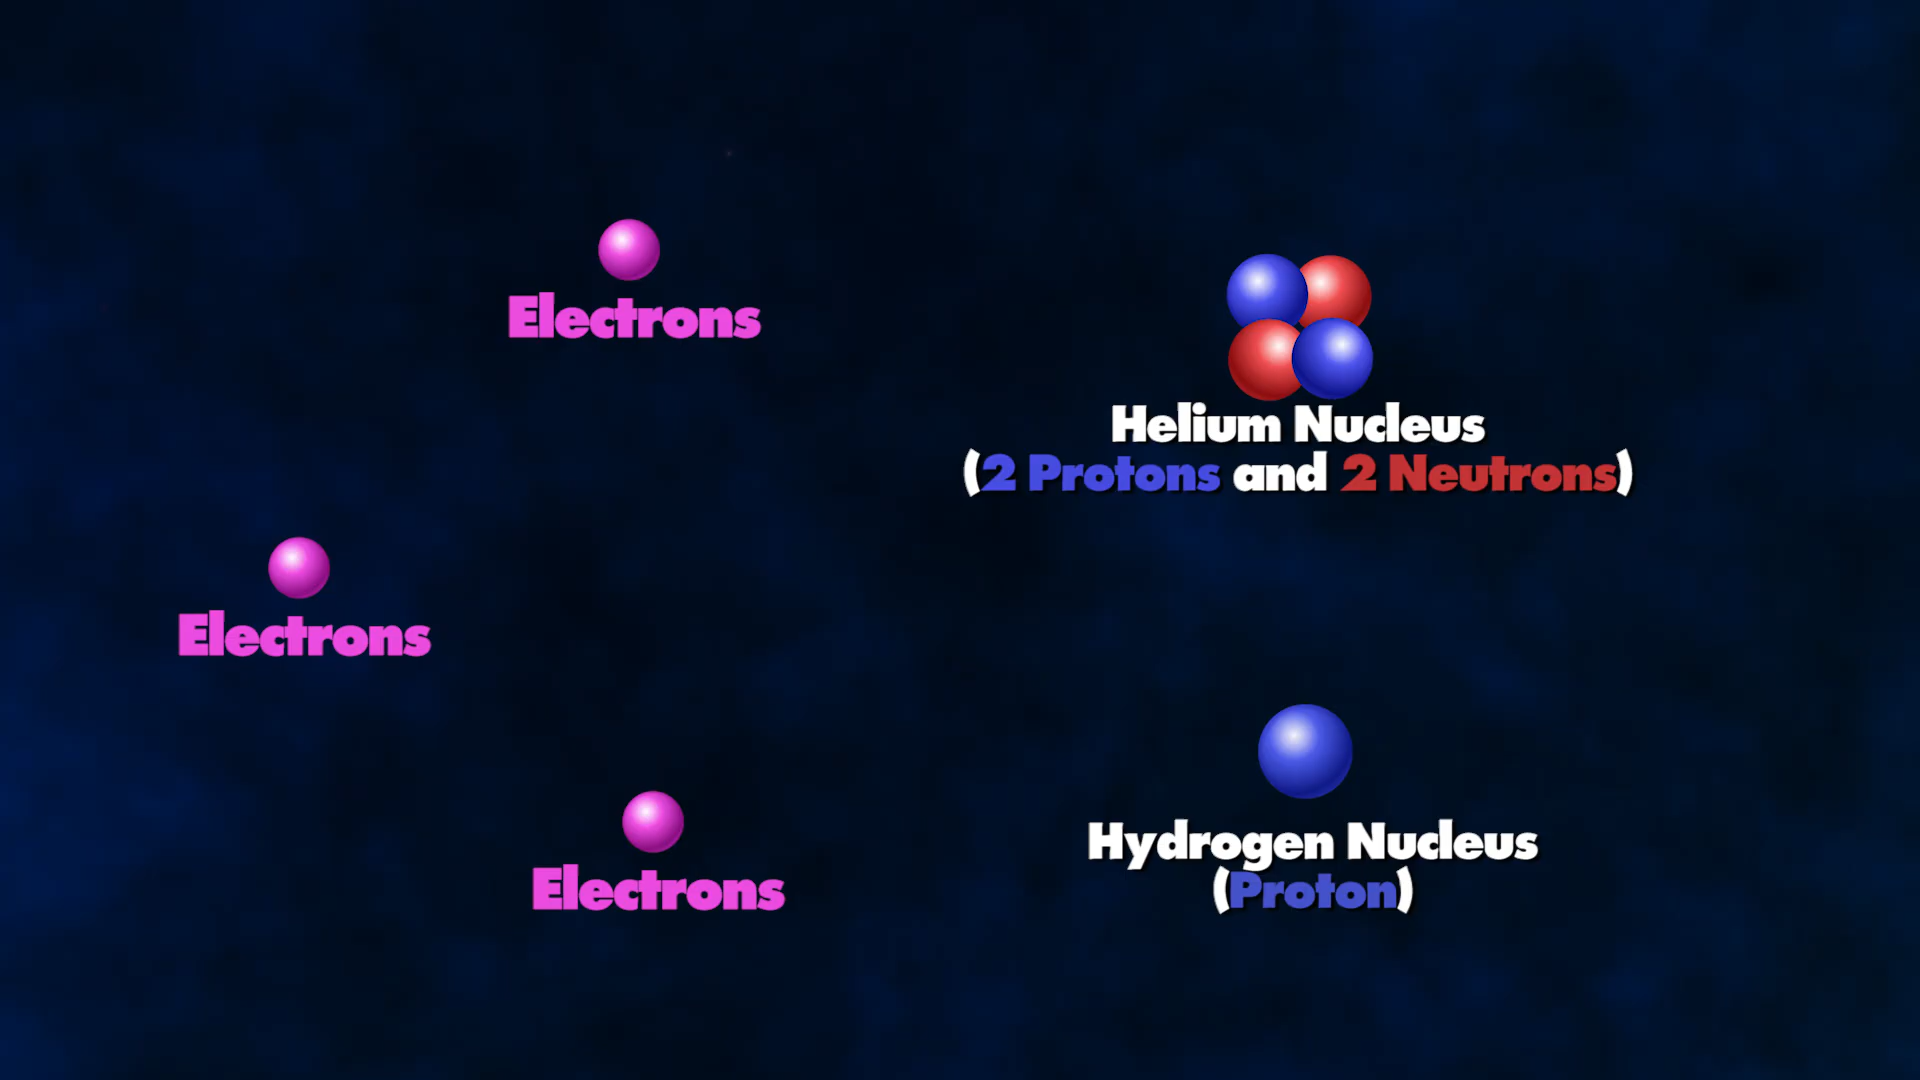 Electrons
Helium Nucleus
(2 Protons and 2 Neutrons)
Electrons
Hydrogen Nucleus
(Proton)
Electrons